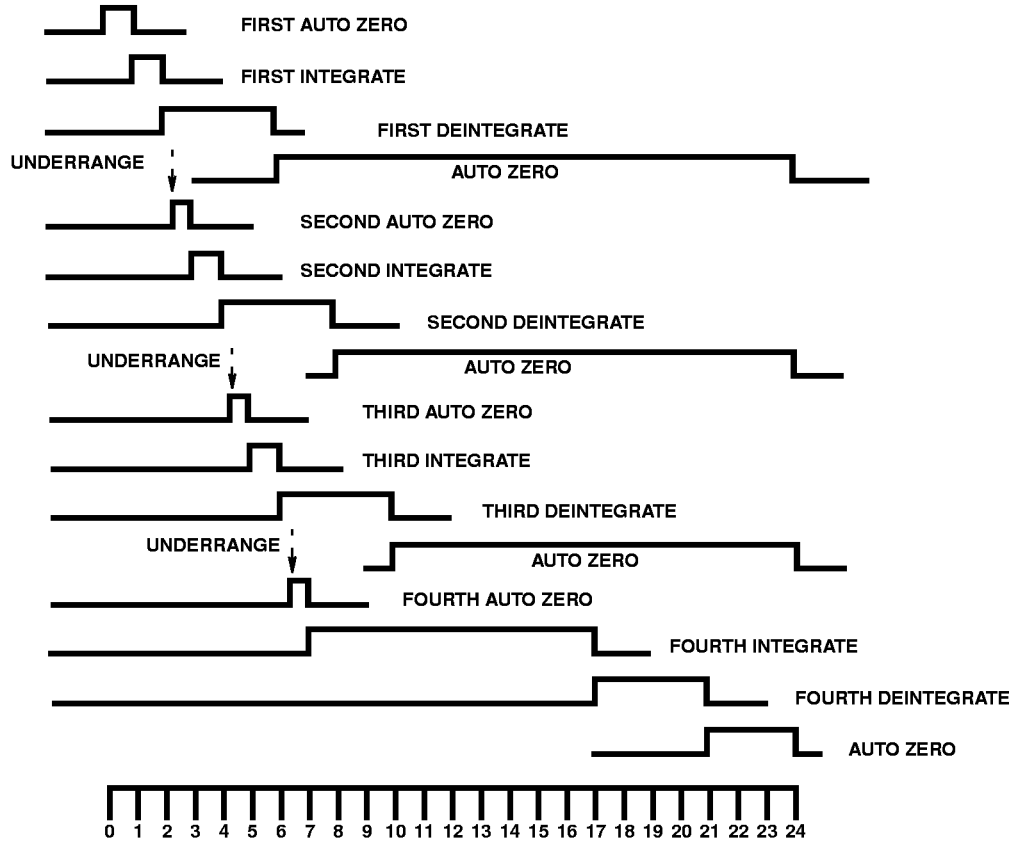 FIRST AUTO ZERO
FIRST INTEGRATE
FIRST DEINTEGRATE
UNDERRANGE
AUTO ZERO
SECOND AUTO ZERO
SECOND INTEGRATE
SECOND DEINTEGRATE
UNDERRANGE
AUTO ZERO
THIRD AUTO ZERO
THIRD INTEGRATE
THIRD DEINTEGRATE
UNDERRANGE
AUTO ZERO
FOURTH AUTO ZERO
FOURTH INTEGRATE
FOURTH DEINTEGRATE
AUTO ZERO
0 1 2 3 4 5 6 7 8 9 10 11 12 13 14 15 16 17 18 19 20 21 22 23 24